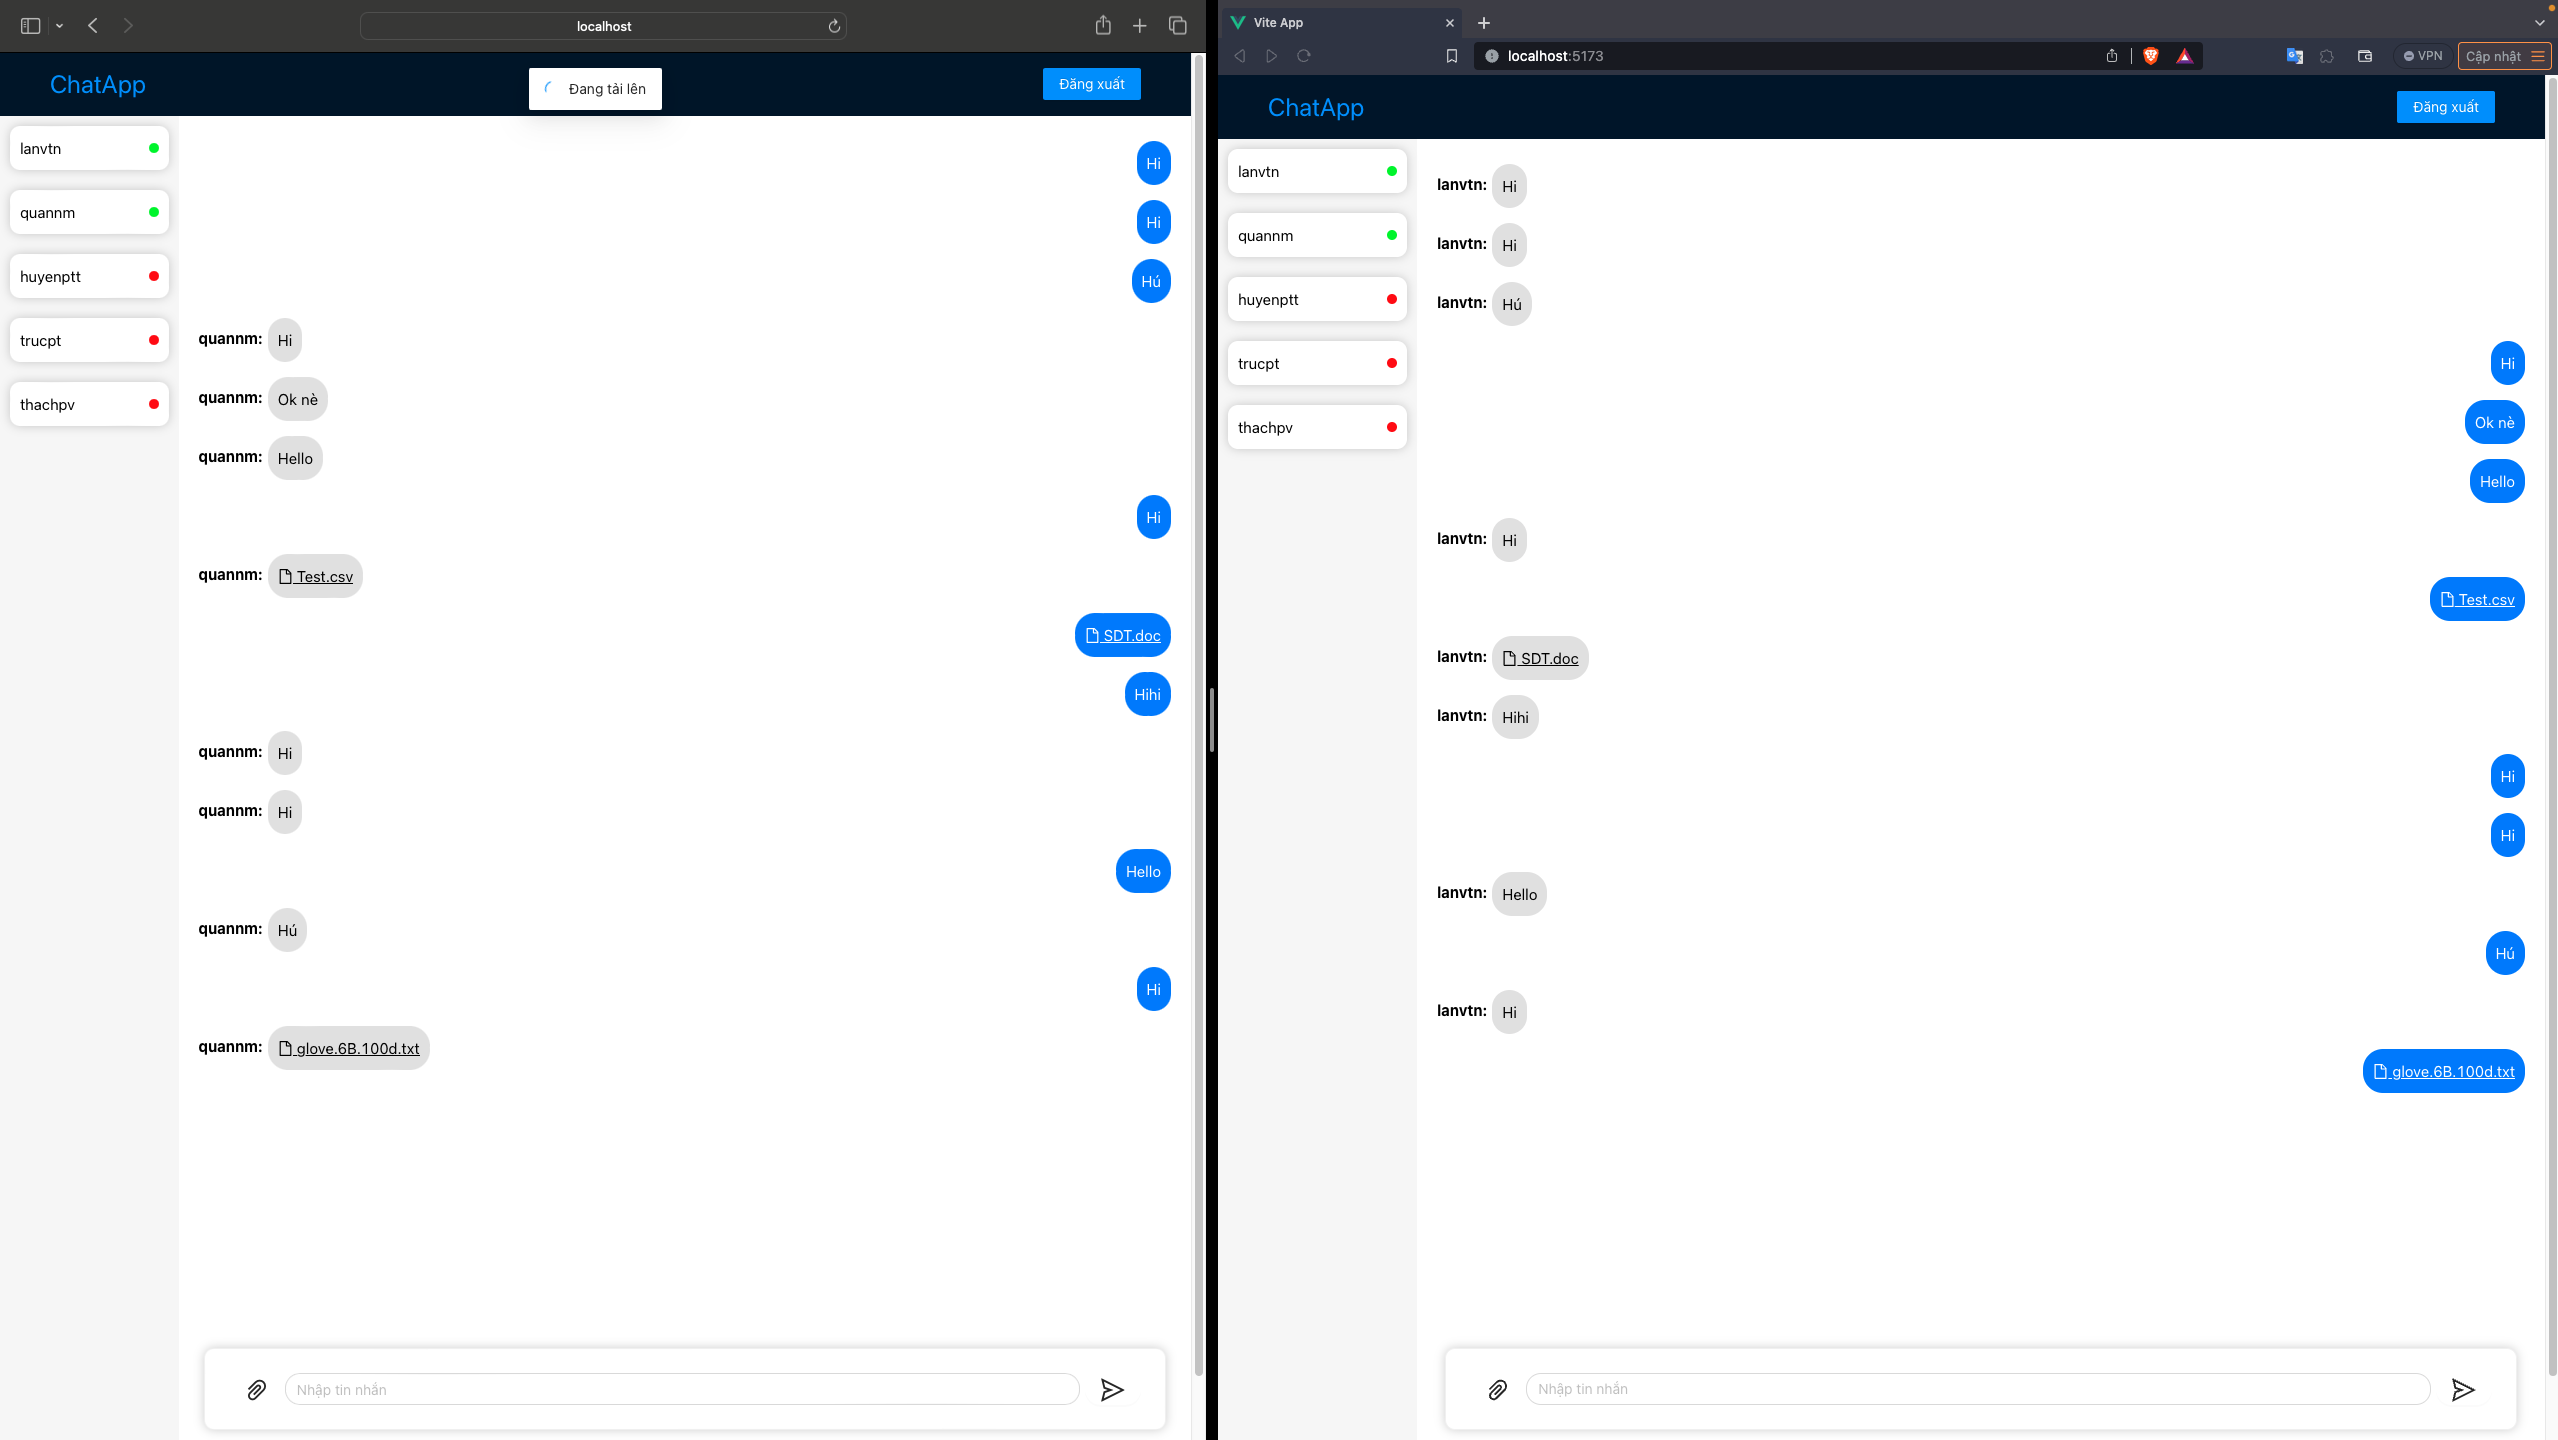 localhost
ChatApp
Đang tải lên
Đăng xuất
lanvtn
quannm
huyenptt
trucpt
thachpv
Hi
Hi
Hú
quannm: Hi
quannm: Ok nè
quannm: Hello
Hi
quannm: Test.csv
SDT.doc
Hihi
quannm: Hi
quannm: Hi
Hello
quannm: Hú
Hi
quannm: glove.6B.100d.txt
Nhập tin nhắn
Vite App
localhost:5173
VPN
Cập nhật
ChatApp
Đăng xuất
lanvtn
quannm
huyenptt
trucpt
thachpv
lanvtn: Hi
lanvtn: Hi
lanvtn: Hú
Hi
Ok nè
Hello
lanvtn: Hi
Test.csv
lanvtn: SDT.doc
lanvtn: Hihi
Hi
Hi
lanvtn: Hello
Hú
lanvtn: Hi
glove.6B.100d.txt
Nhập tin nhắn